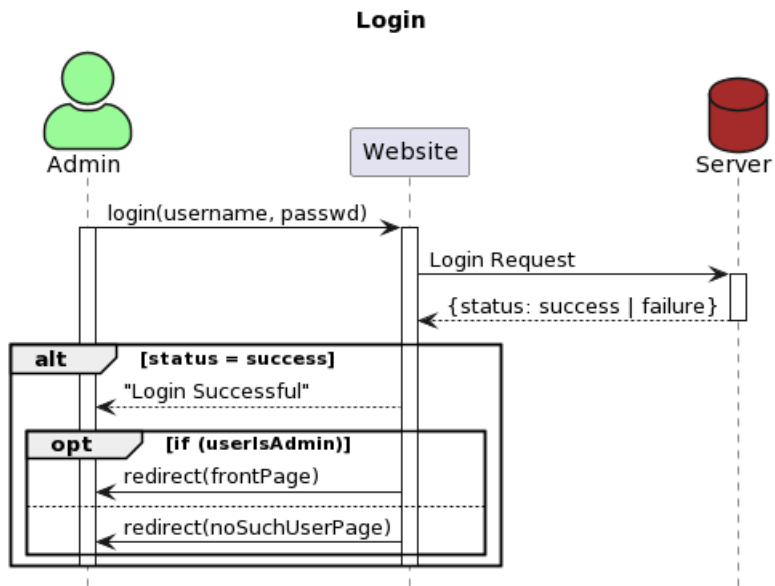 Login
Admin
Website
Server
login(username, passwd)
Login Request
{status: success | failure}
alt [status = success]
"Login Successful"
opt [if (userIsAdmin)]
redirect(frontPage)
redirect(noSuchUserPage)